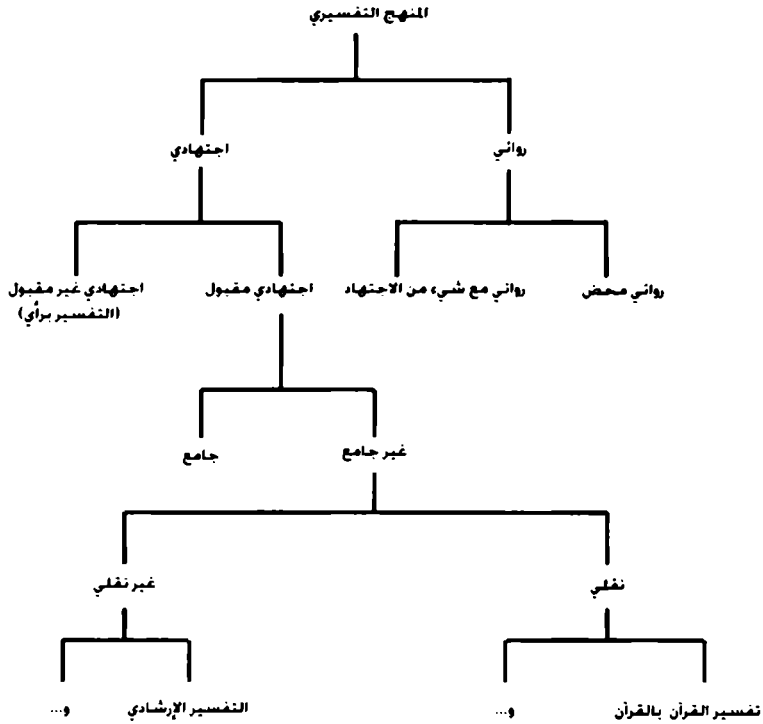 المنهج التفسيري
روائي
اجتهادي
روائي محض
روائي مع شيء من الاجتهاد
اجتهادي مقبول
اجتهادي غير مقبول
(التفسير برأي)
غير جامع
جامع
نقلي
غير نقلي
تفسير القرآن بالقرآن
و...
التفسير الإرشادي
و...